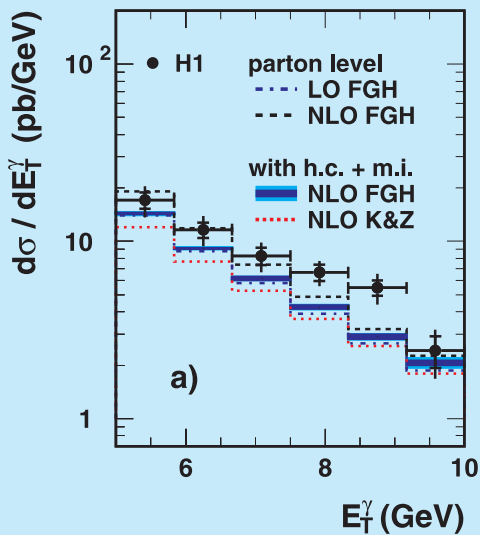 dσ / dE_T^γ (pb/GeV)
10²
10
1
H1
parton level
LO FGH
NLO FGH
with h.c. + m.i.
NLO FGH
NLO K&Z
a)
6
8
10
E_T^γ (GeV)